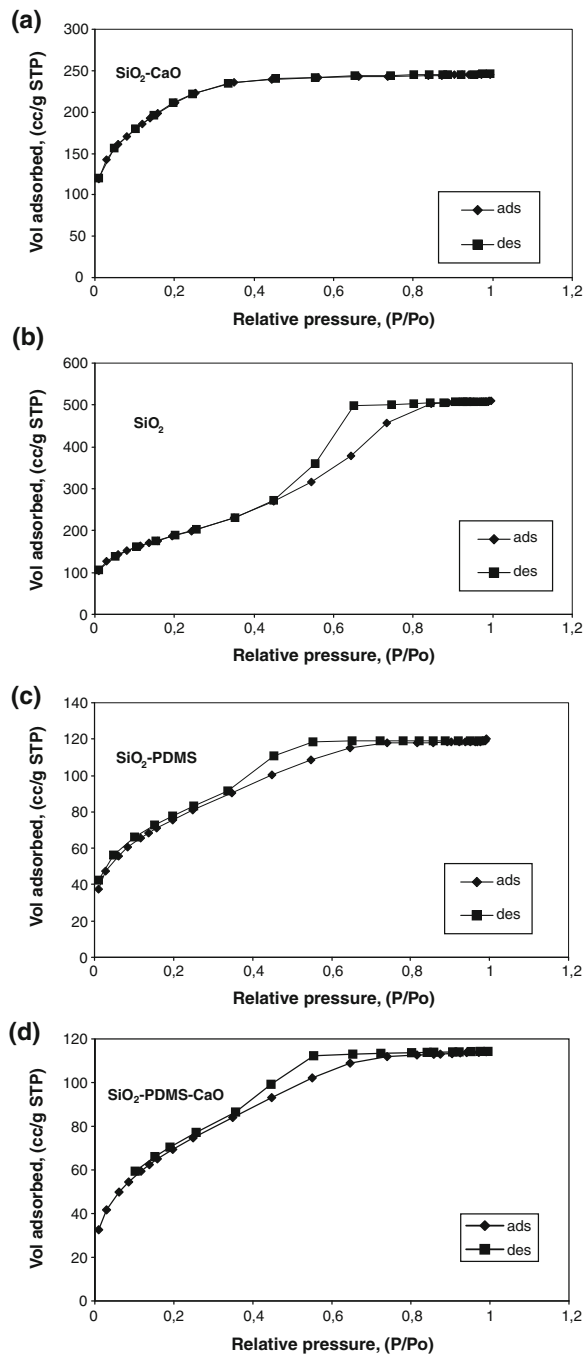 (a)
Vol adsorbed, (cc/g STP)
300
250
200
150
100
50
0
SiO2-CaO
ads
des
0 0,2 0,4 0,6 0,8 1 1,2
Relative pressure, (P/Po)
(b)
Vol adsorbed, (cc/g STP)
600
500
400
300
200
100
0
SiO2
ads
des
0 0,2 0,4 0,6 0,8 1 1,2
Relative pressure, (P/Po)
(c)
Vol adsorbed, (cc/g STP)
140
120
100
80
60
40
20
0
SiO2-PDMS
ads
des
0 0,2 0,4 0,6 0,8 1 1,2
Relative pressure, (P/Po)
(d)
Vol adsorbed, (cc/g STP)
120
100
80
60
40
20
0
SiO2-PDMS-CaO
ads
des
0 0,2 0,4 0,6 0,8 1 1,2
Relative pressure, (P/Po)